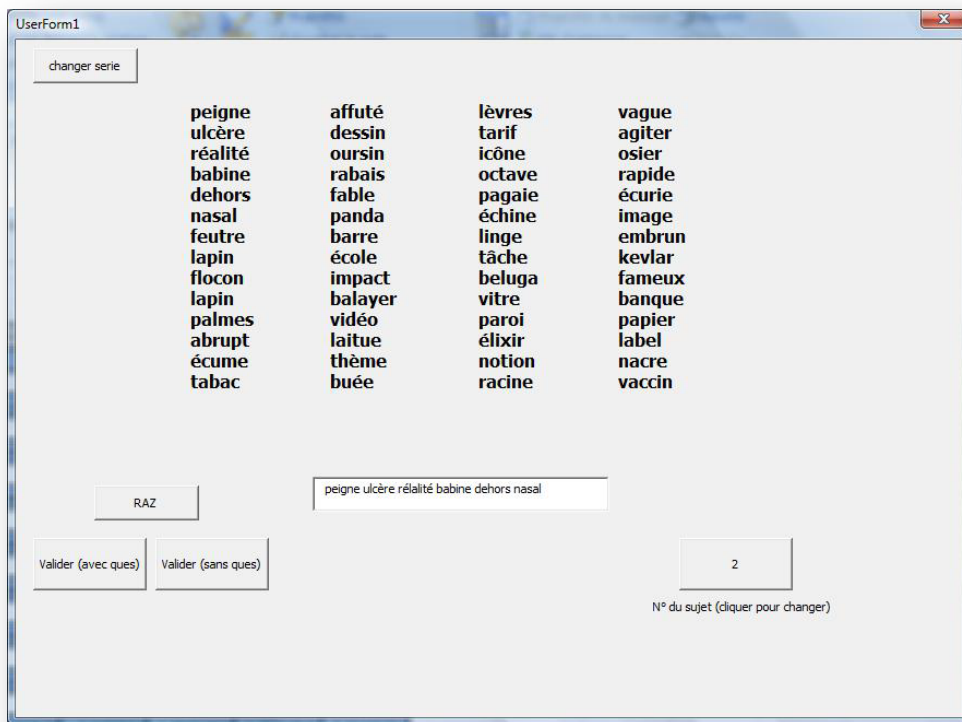 UserForm1
changer serie
peigne affuté lèvres vague
ulcère dessin tarif agiter
réalité oursin icône osier
babine rabais octave rapide
dehors fable pagaie écurie
nasal panda échine image
feutre barre linge embrun
lapin école tâche kevlar
flocon impact beluga fameux
lapin balayer vitre banque
palmes vidéo paroi papier
abrupt laitue élixir label
écume thème notion nacre
tabac buée racine vaccin
peigne ulcère rélalité babine dehors nasal
RAZ
Valider (avec ques) Valider (sans ques) 2
N° du sujet (cliquer pour changer)